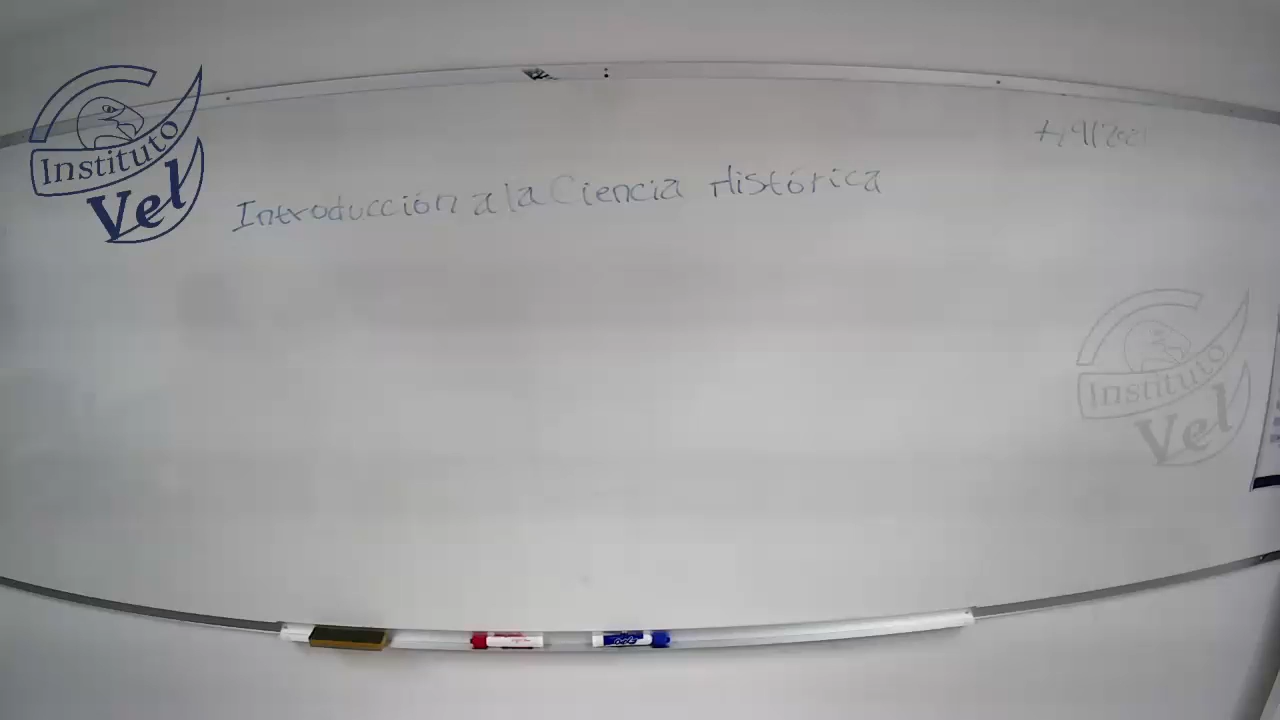 Instituto
Vel
Introducción a la Ciencia Histórica
Instituto
Vel